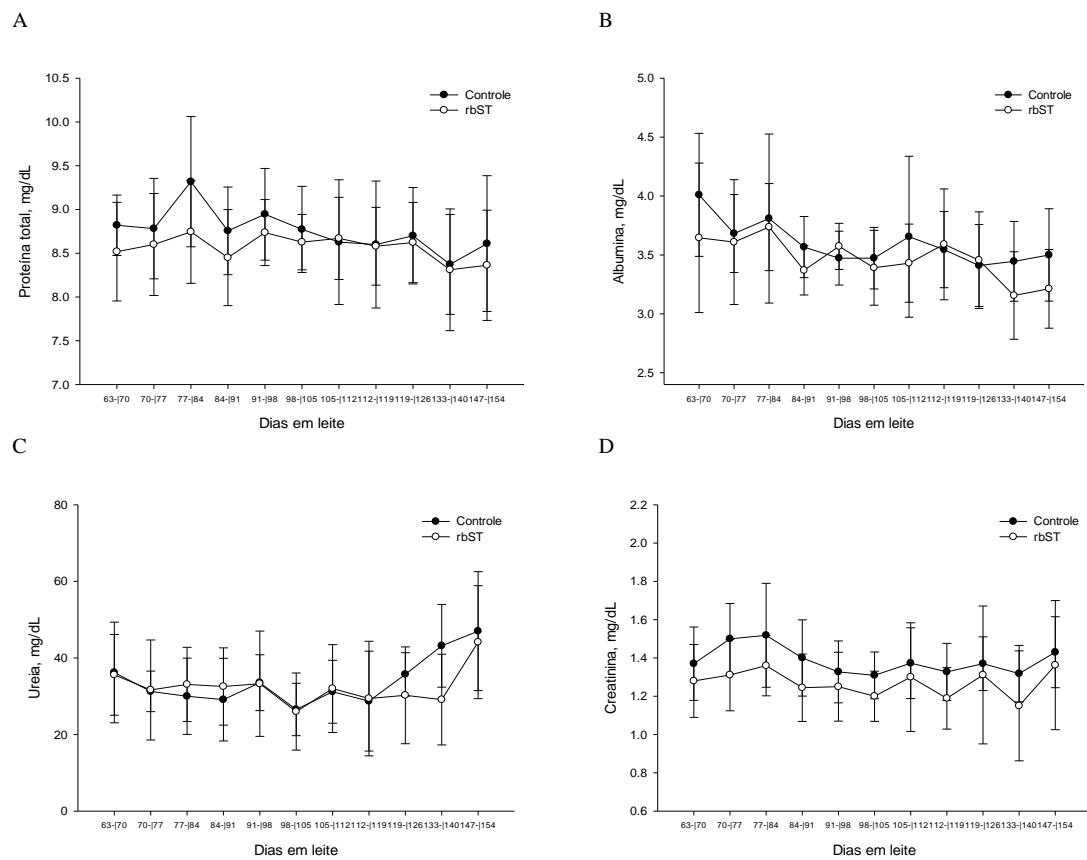 A
10.5
10.0
9.5
9.0
8.5
8.0
7.5
7.0
Proteína total, mg/dL
Controle
rbST
63-|70 70-|77 77-|84 84-|91 91-|98 98-|105 105-|112 112-|119 119-|126 133-|140 147-|154
Dias em leite
B
5.0
4.5
4.0
3.5
3.0
2.5
Albumina, mg/dL
Controle
rbST
63-|70 70-|77 77-|84 84-|91 91-|98 98-|105 105-|112 112-|119 119-|126 133-|140 147-|154
Dias em leite
C
80
60
40
20
0
Ureia, mg/dL
Controle
rbST
63-|70 70-|77 77-|84 84-|91 91-|98 98-|105 105-|112 112-|119 119-|126 133-|140 147-|154
Dias em leite
D
2.2
2.0
1.8
1.6
1.4
1.2
1.0
0.8
0.6
Creatinina, mg/dL
Controle
rbST
63-|70 70-|77 77-|84 84-|91 91-|98 98-|105 105-|112 112-|119 119-|126 133-|140 147-|154
Dias em leite